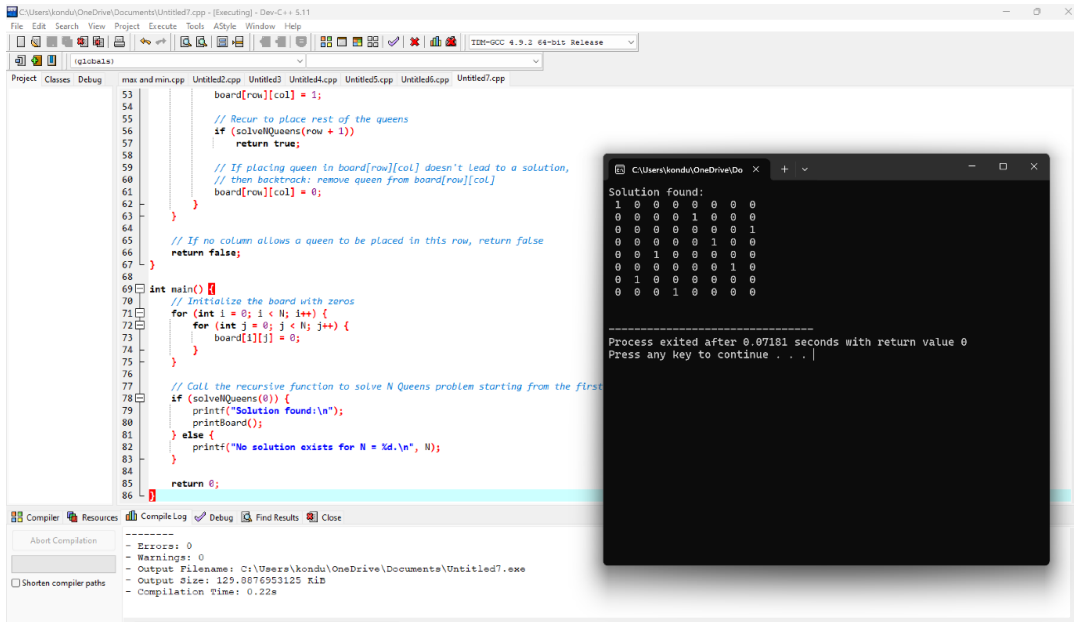 C:\Users\kondu\OneDrive\Documents\Untitled7.cpp - [Executing] - Dev-C++ 5.11
File Edit Search View Project Execute Tools AStyle Window Help
TDM-GCC 4.9.2 64-bit Release
(globals)
Project Classes Debug
max and min.cpp Untitled2.cpp Untitled3 Untitled4.cpp Untitled5.cpp Untitled6.cpp Untitled7.cpp
53 board[row][col] = 1;
54
55 // Recur to place rest of the queens
56 if (solveNQueens(row + 1))
57 return true;
58
59 // If placing queen in board[row][col] doesn't lead to a solution,
60 // then backtrack: remove queen from board[row][col]
61 board[row][col] = 0;
62 }
63 }
64
65 // If no column allows a queen to be placed in this row, return false
66 return false;
67 }
68
69 int main() {
70 // Initialize the board with zeros
71 for (int i = 0; i < N; i++) {
72 for (int j = 0; j < N; j++) {
73 board[i][j] = 0;
74 }
75 }
76
77 // Call the recursive function to solve N Queens problem starting from the first
78 if (solveNQueens(0)) {
79 printf("Solution found:\n");
80 printBoard();
81 } else {
82 printf("No solution exists for N = %d.\n", N);
83 }
84
85 return 0;
86 }
C:\Users\kondu\OneDrive\Do
Solution found:
1 0 0 0 0 0 0 0
0 0 0 0 1 0 0 0
0 0 0 0 0 0 0 1
0 0 0 0 0 1 0 0
0 0 1 0 0 0 0 0
0 0 0 0 0 0 1 0
0 1 0 0 0 0 0 0
0 0 0 1 0 0 0 0
--------------------------------
Process exited after 0.07181 seconds with return value 0
Press any key to continue . . .
Compiler Resources Compile Log Debug Find Results Close
Abort Compilation
Shorten compiler paths
--------
- Errors: 0
- Warnings: 0
- Output Filename: C:\Users\kondu\OneDrive\Documents\Untitled7.exe
- Output Size: 129.8876953125 KiB
- Compilation Time: 0.22s